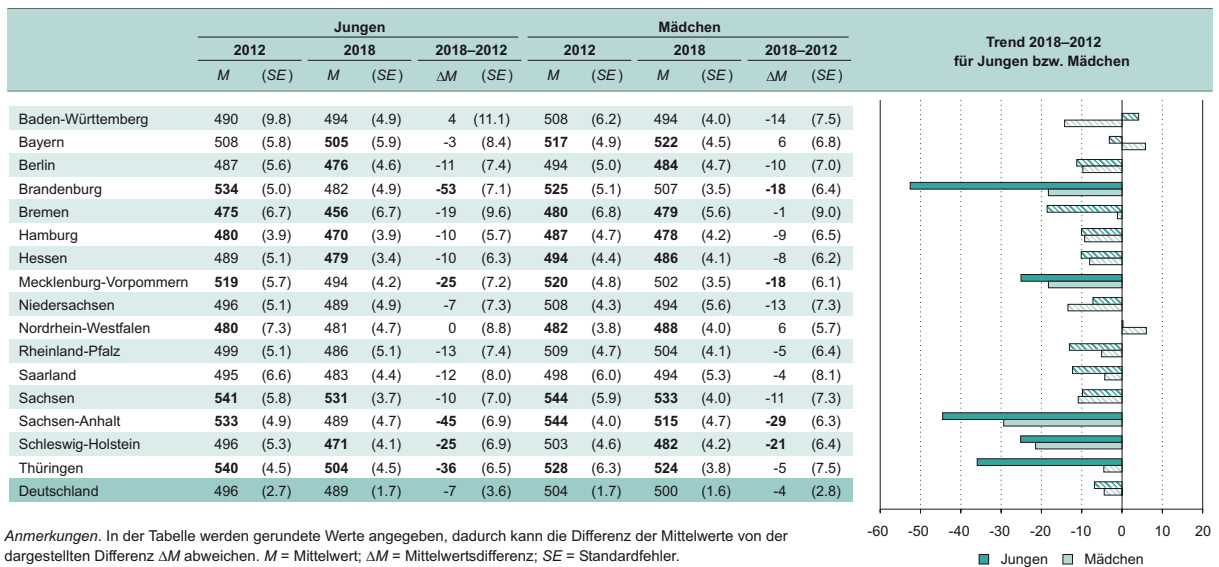 Jungen Mädchen
Trend 2018–2012
für Jungen bzw. Mädchen
2012 2018 2018–2012 2012 2018 2018–2012
M (SE) M (SE) ΔM (SE) M (SE) M (SE) ΔM (SE)
Baden-Württemberg 490 (9.8) 494 (4.9) 4 (11.1) 508 (6.2) 494 (4.0) -14 (7.5)
Bayern 508 (5.8) 505 (5.9) -3 (8.4) 517 (4.9) 522 (4.5) 6 (6.8)
Berlin 487 (5.6) 476 (4.6) -11 (7.4) 494 (5.0) 484 (4.7) -10 (7.0)
Brandenburg 534 (5.0) 482 (4.9) -53 (7.1) 525 (5.1) 507 (3.5) -18 (6.4)
Bremen 475 (6.7) 456 (6.7) -19 (9.6) 480 (6.8) 479 (5.6) -1 (9.0)
Hamburg 480 (3.9) 470 (3.9) -10 (5.7) 487 (4.7) 478 (4.2) -9 (6.5)
Hessen 489 (5.1) 479 (3.4) -10 (6.3) 494 (4.4) 486 (4.1) -8 (6.2)
Mecklenburg-Vorpommern 519 (5.7) 494 (4.2) -25 (7.2) 520 (4.8) 502 (3.5) -18 (6.1)
Niedersachsen 496 (5.1) 489 (4.9) -7 (7.3) 508 (4.3) 494 (5.6) -13 (7.3)
Nordrhein-Westfalen 480 (7.3) 481 (4.7) 0 (8.8) 482 (3.8) 488 (4.0) 6 (5.7)
Rheinland-Pfalz 499 (5.1) 486 (5.1) -13 (7.4) 509 (4.7) 504 (4.1) -5 (6.4)
Saarland 495 (6.6) 483 (4.4) -12 (8.0) 498 (6.0) 494 (5.3) -4 (8.1)
Sachsen 541 (5.8) 531 (3.7) -10 (7.0) 544 (5.9) 533 (4.0) -11 (7.3)
Sachsen-Anhalt 533 (4.9) 489 (4.7) -45 (6.9) 544 (4.0) 515 (4.7) -29 (6.3)
Schleswig-Holstein 496 (5.3) 471 (4.1) -25 (6.9) 503 (4.6) 482 (4.2) -21 (6.4)
Thüringen 540 (4.5) 504 (4.5) -36 (6.5) 528 (6.3) 524 (3.8) -5 (7.5)
Deutschland 496 (2.7) 489 (1.7) -7 (3.6) 504 (1.7) 500 (1.6) -4 (2.8)
-60 -50 -40 -30 -20 -10 0 10 20
Jungen Mädchen
Anmerkungen. In der Tabelle werden gerundete Werte angegeben, dadurch kann die Differenz der Mittelwerte von der
dargestellten Differenz ΔM abweichen. M = Mittelwert; ΔM = Mittelwertsdifferenz; SE = Standardfehler.